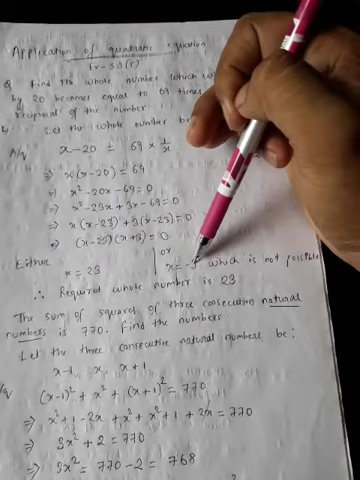 Application of quadratic equation
Q Find the whole number which
by 20 becomes equal to 69 times
reciprocal of the number
Let the whole number be
A/q x-20 = 69 × 1/x
⇒ x(x-20) = 69
⇒ x²-20x-69=0
⇒ x²-23x+3x-69=0
⇒ x(x-23)+3(x-23)=0
⇒ (x-23)(x+3)=0
Either | or
x=23 | x=-3 which is not possible
∴ Required whole number is 23
The sum of squares of three consecutive natural
numbers is 770. Find the numbers
Let the three consecutive natural numbers be:
x-1, x, x+1
A/q (x-1)² + x² + (x+1)² = 770
⇒ x²+1-2x+x²+x²+1+2x=770
⇒ 3x²+2=770
⇒ 3x²=770-2=768